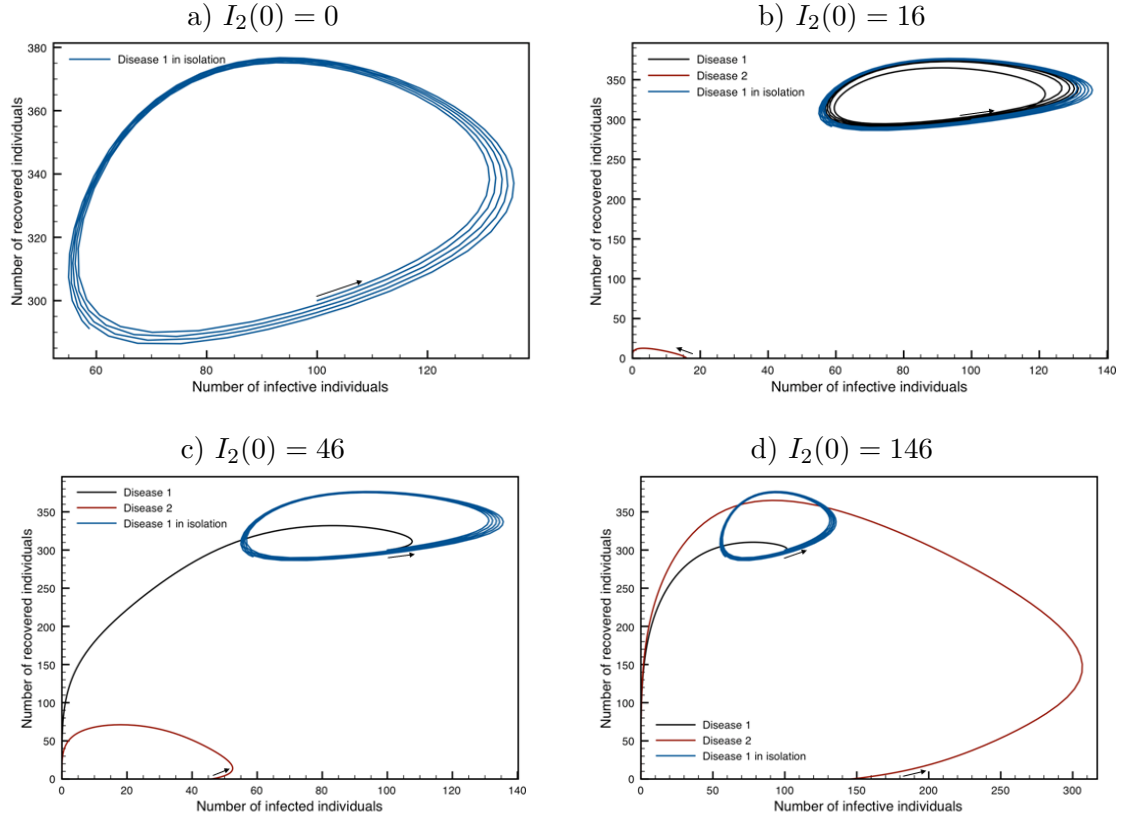 a) I₂(0) = 0
380
360
340
320
300
60
80
100
120
Number of recovered individuals
Number of infective individuals
Disease 1 in isolation
b) I₂(0) = 16
350
300
250
200
150
100
50
0
0
20
40
60
80
100
120
140
Number of recovered individuals
Number of infective individuals
Disease 1
Disease 2
Disease 1 in isolation
c) I₂(0) = 46
350
300
250
200
150
100
50
0
0
20
40
60
80
100
120
140
Number of recovered individuals
Number of infected individuals
Disease 1
Disease 2
Disease 1 in isolation
d) I₂(0) = 146
350
300
250
200
150
100
50
0
0
50
100
150
200
250
300
Number of recovered individuals
Number of infective individuals
Disease 1
Disease 2
Disease 1 in isolation